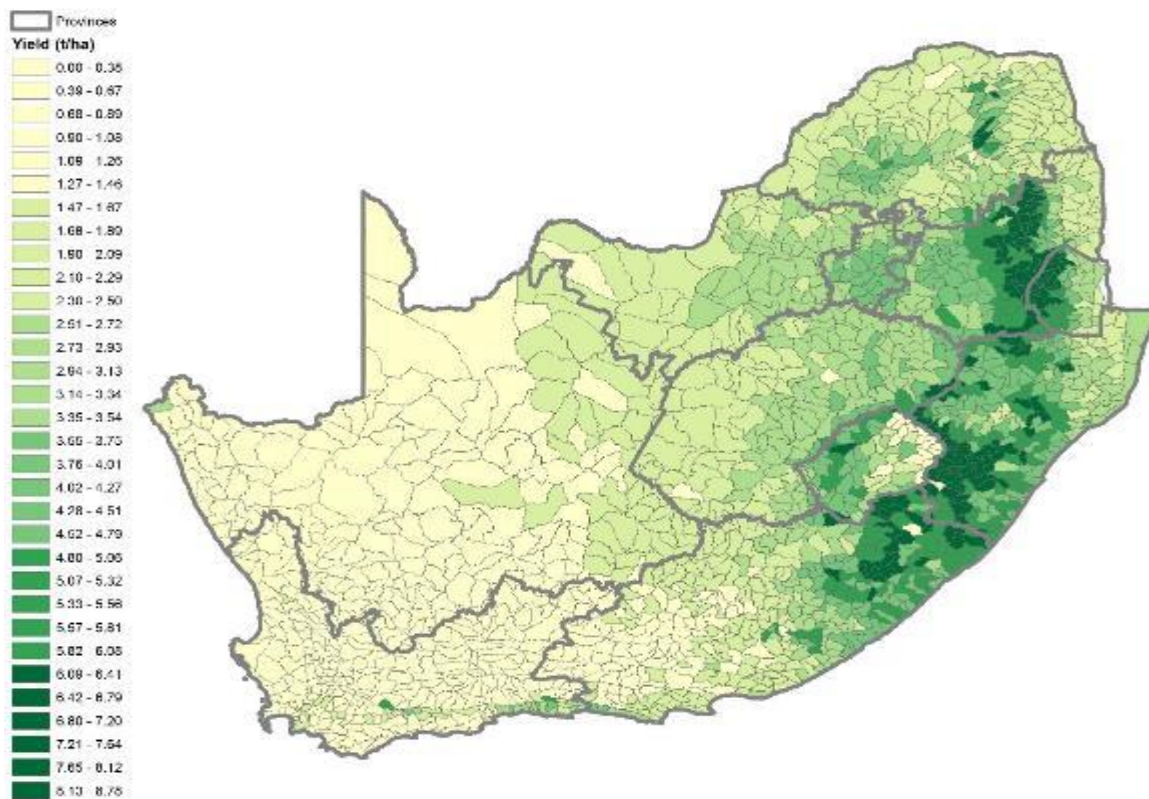 Provinces
Yield (t/ha)
0.00 - 0.38
0.39 - 0.67
0.68 - 0.89
0.90 - 1.08
1.09 1.26
1.27 - 1.46
1.47 - 1.67
1.68 - 1.89
1.90 2.09
2.10 - 2.29
2.30 - 2.50
2.51 - 2.72
2.73 - 2.93
2.94 - 3.13
3.14 - 3.34
3.35 - 3.54
3.55 - 3.75
3.76 - 4.01
4.02 - 4.27
4.28 - 4.51
4.52 - 4.79
4.80 - 5.06
5.07 - 5.32
5.33 - 5.56
5.57 - 5.81
5.82 - 6.08
6.09 - 6.41
6.42 - 6.79
6.80 - 7.20
7.21 - 7.64
7.65 - 8.12
8.13 - 8.78